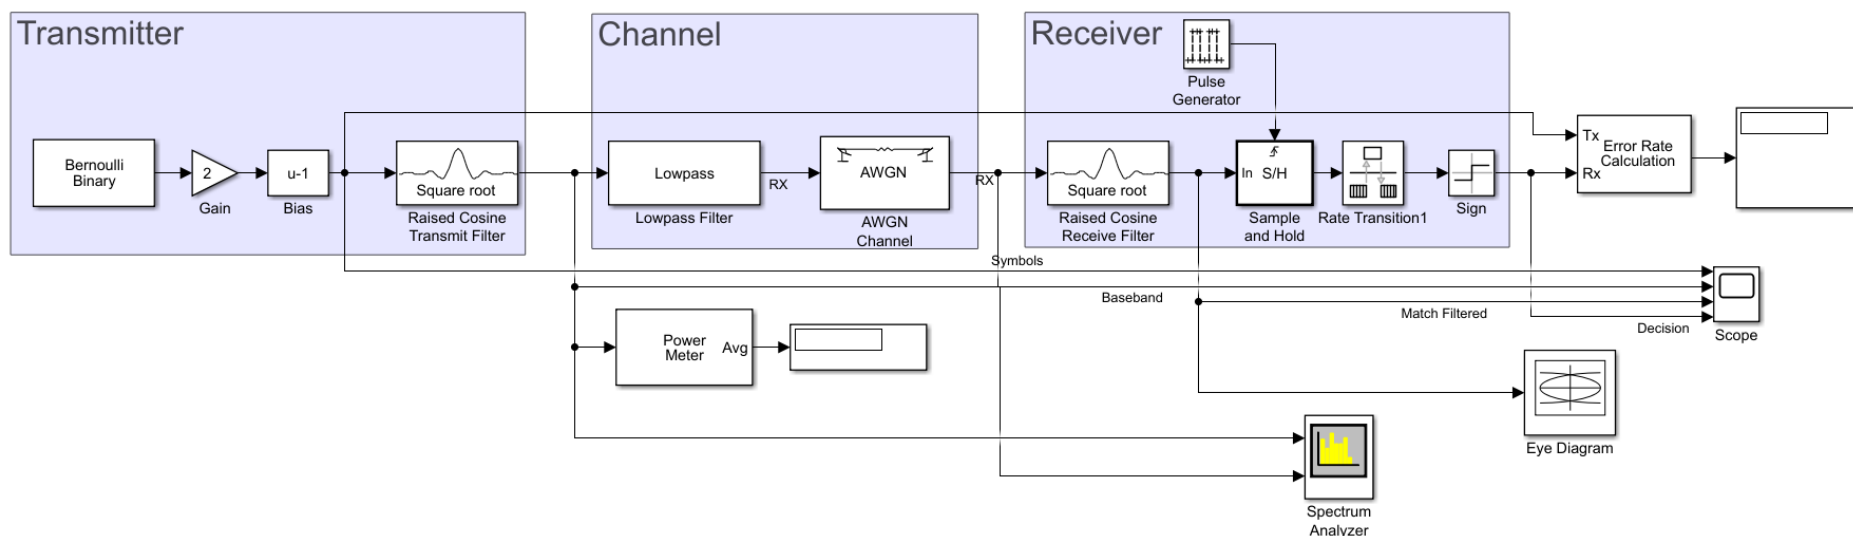 Transmitter
Channel
Receiver
Pulse
Generator
Bernoulli
Binary
2
Gain
u-1
Bias
Square root
Raised Cosine
Transmit Filter
Lowpass
Lowpass Filter
RX
AWGN
AWGN
Channel
RX
Square root
Raised Cosine
Receive Filter
In
S/H
Sample
and Hold
Rate Transition1
Sign
Tx
Rx
Error Rate
Calculation
Symbols
Baseband
Match Filtered
Decision
Scope
Power
Meter
Avg
Eye Diagram
Spectrum
Analyzer